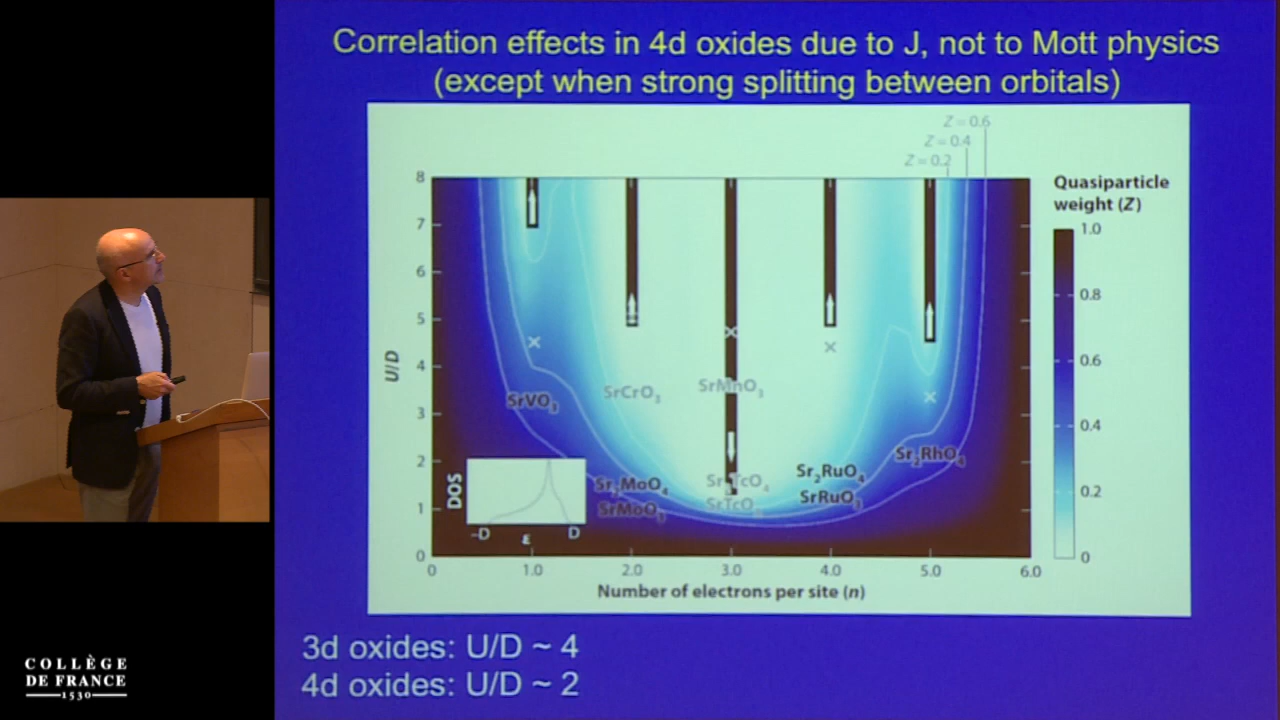 Correlation effects in 4d oxides due to J, not to Mott physics
(except when strong splitting between orbitals)
Z = 0.6
Z = 0.4
Z = 0.2
Quasiparticle
weight (Z)
8
7
6
5
4
3
2
1
0
U/D
1.0
0.8
0.6
0.4
0.2
0
SrVO₃
SrCrO₃
SrMnO₃
Sr₂MoO₄
SrMoO₃
Sr₂TcO₄
SrTcO₃
Sr₂RuO₄
SrRuO₃
Sr₂RhO₄
DOS
-D
ε
D
0
1.0
2.0
3.0
4.0
5.0
6.0
Number of electrons per site (n)
3d oxides: U/D ~ 4
4d oxides: U/D ~ 2
COLLÈGE
DE FRANCE
1530